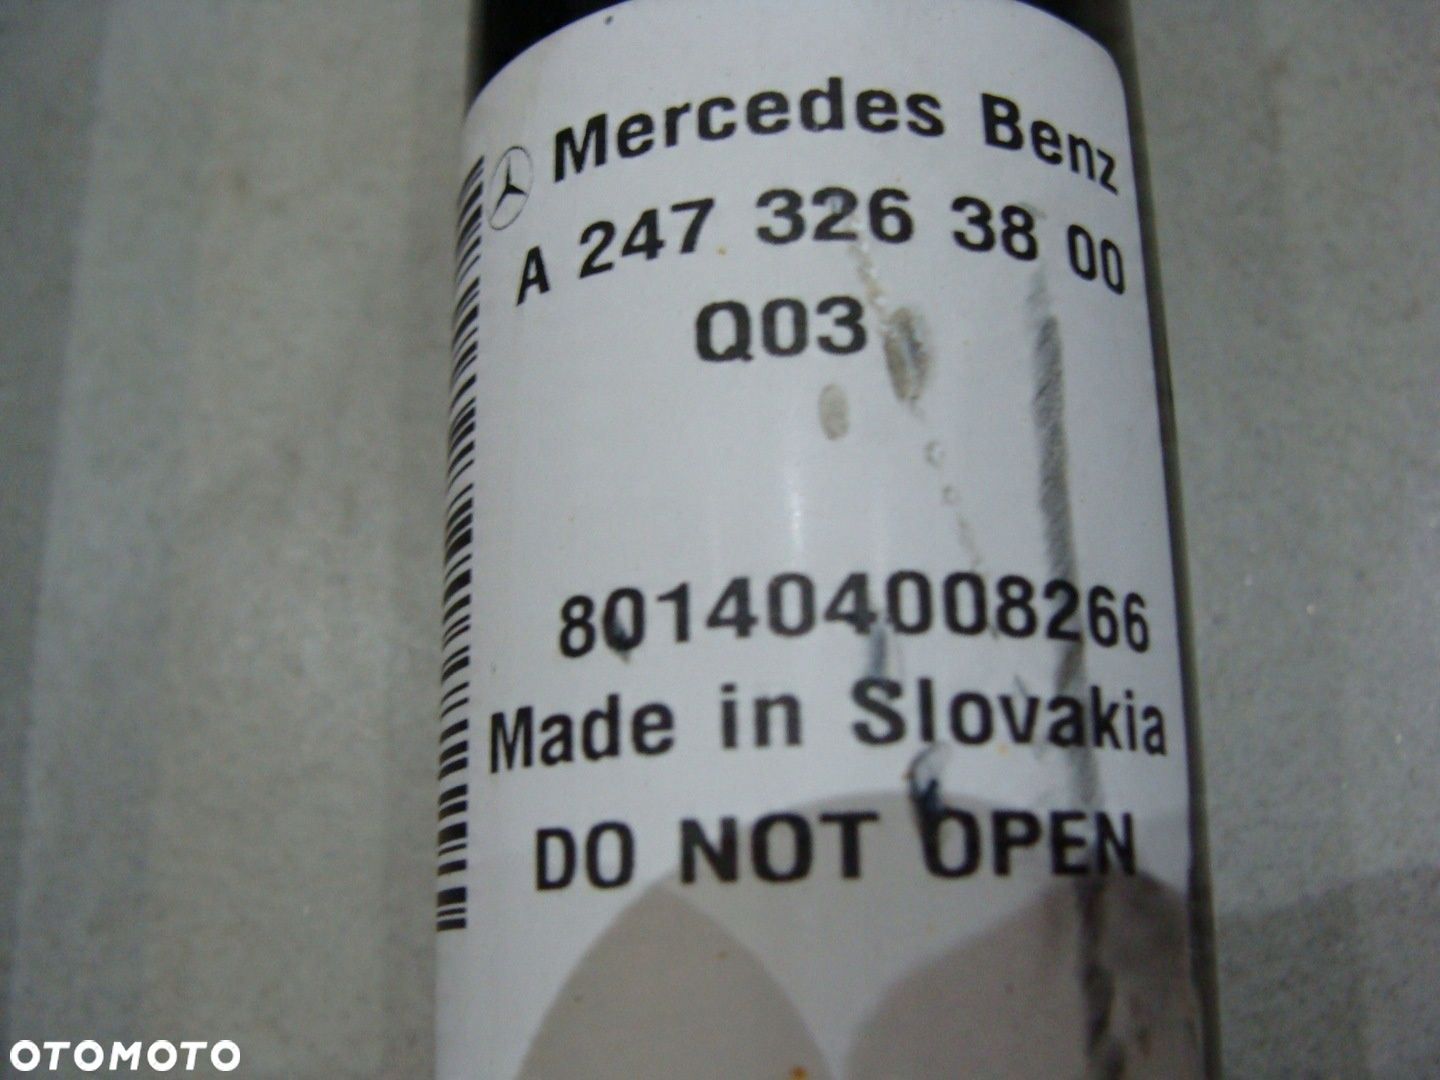 Mercedes Benz
A 247 326 38 00
Q03
801404008266
Made in Slovakia
DO NOT OPEN
OTOMOTO